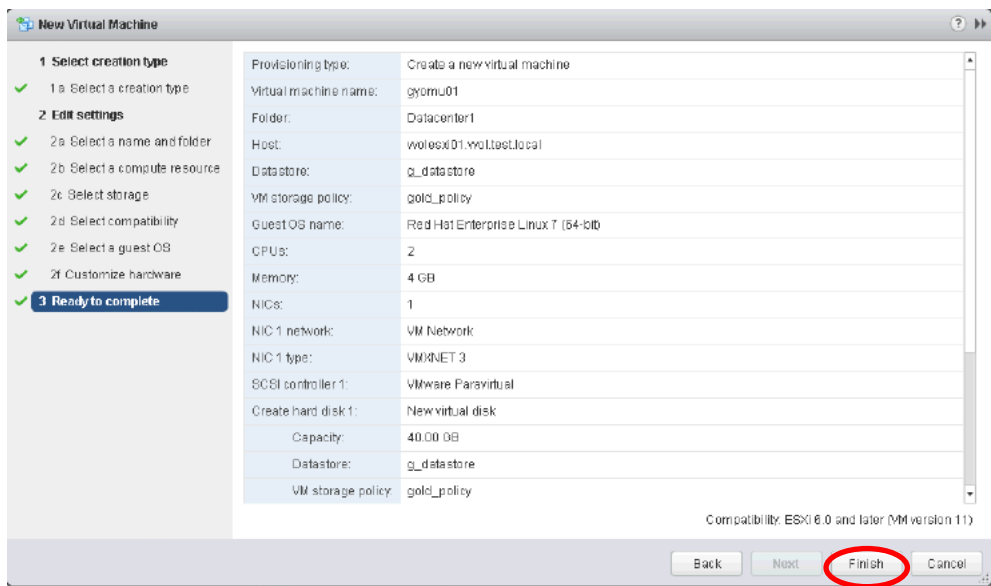 New Virtual Machine
1 Select creation type
1a Select a creation type
2 Edit settings
2a Select a name and folder
2b Select a compute resource
2c Select storage
2d Select compatibility
2e Select a guest OS
2f Customize hardware
3 Ready to complete
Provisioning type: Create a new virtual machine
Virtual machine name: gyomu01
Folder: Datacenter1
Host: wolesxi01.wol.test.local
Datastore: g_datastore
VM storage policy: gold_policy
Guest OS name: Red Hat Enterprise Linux 7 (64-bit)
CPUs: 2
Memory: 4 GB
NICs: 1
NIC 1 network: VM Network
NIC 1 type: VMXNET 3
SCSI controller 1: VMware Paravirtual
Create hard disk 1: New virtual disk
Capacity: 40.00 GB
Datastore: g_datastore
VM storage policy: gold_policy
Compatibility: ESXi 6.0 and later (VM version 11)
Back Next Finish Cancel